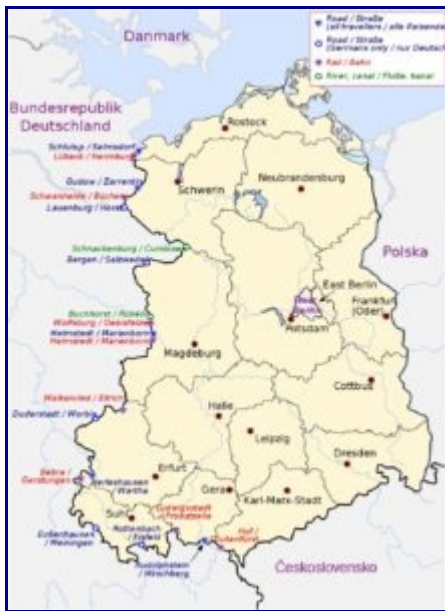 Danmark
Road / Straße
(all travellers / alle Reisende)
Road / Straße
(Germans only / nur Deutsch
Rail / Bahn
River, canal / Fluße, kanal
Bundesrepublik
Deutschland
Rostock
Schlutup / Selmsdorf
Lübeck / Herrnburg
Gudow / Zarrentin
Schwanheide / Büchen
Lauenburg / Horst
Schwerin
Neubrandenburg
Schnackenburg / Cumlosen
Bergen / Salzwedel
Polska
East Berlin
West
Berlin
Frankfurt
(Oder)
Potsdam
Buchhorst / Rühen
Wolfsburg / Oebisfelde
Helmstedt / Marienborn
Helmstedt / Marienborn
Magdeburg
Cottbus
Walkenried / Ellrich
Duderstadt / Worbis
Halle
Leipzig
Dresden
Bebra /
Gerstungen
Herleshausen
/ Wartha
Erfurt
Gera
Karl-Marx-Stadt
Suhl
Ludwigsstadt
/ Probstzella
Eußenhausen
/ Meiningen
Rottenbach
/ Eisfeld
Hof /
Gutenfürst
Rudolphstein
/ Hirschberg
Československo